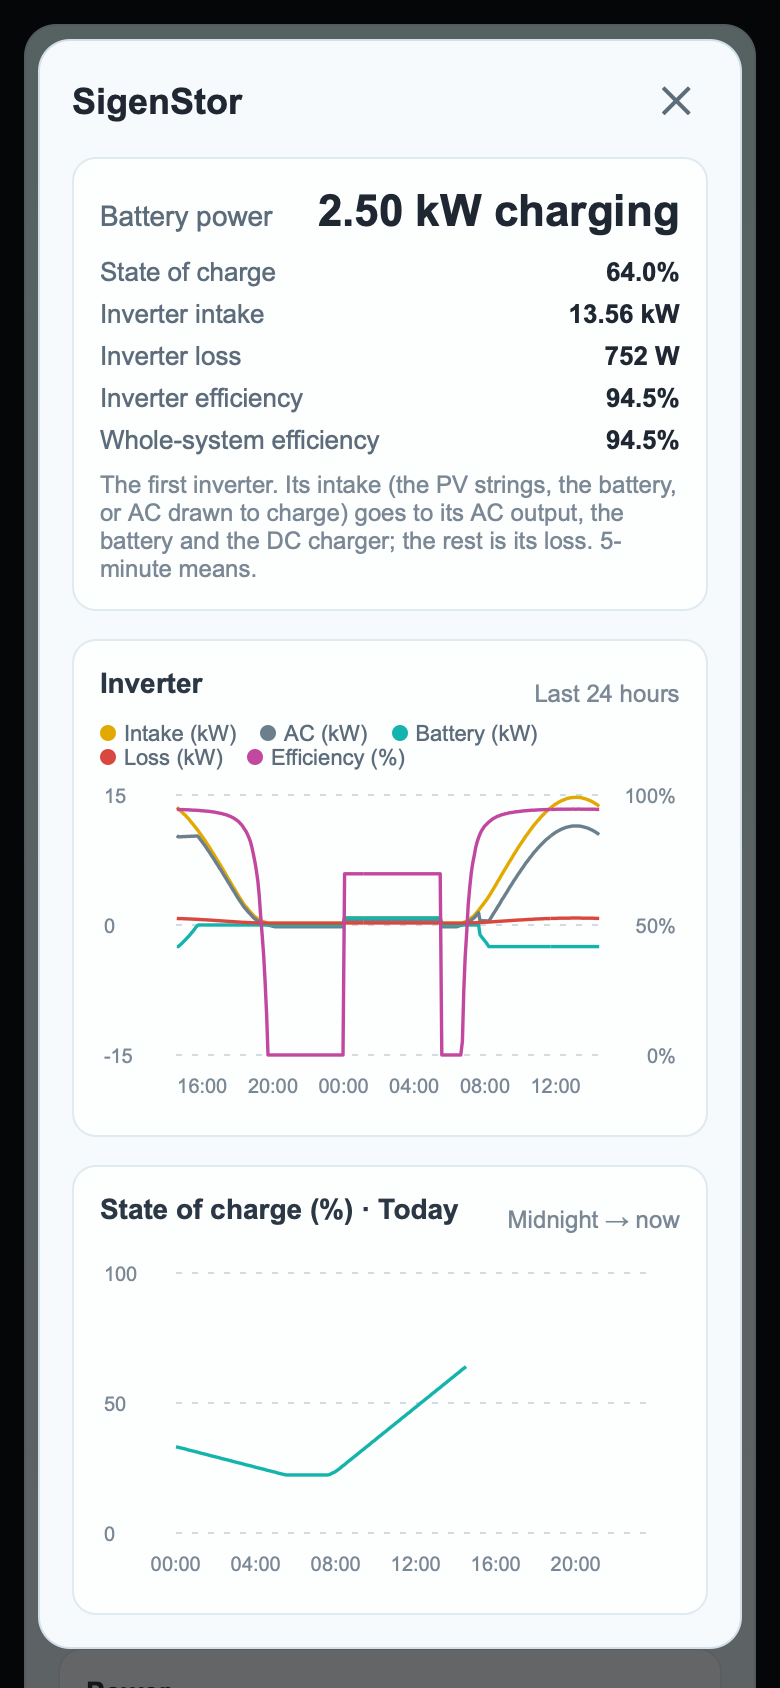 SigenStor
Battery power 2.50 kW charging
State of charge 64.0%
Inverter intake 13.56 kW
Inverter loss 752 W
Inverter efficiency 94.5%
Whole-system efficiency 94.5%
The first inverter. Its intake (the PV strings, the battery,
or AC drawn to charge) goes to its AC output, the
battery and the DC charger; the rest is its loss. 5-
minute means.
Inverter Last 24 hours
Intake (kW) AC (kW) Battery (kW)
Loss (kW) Efficiency (%)
15 100%
0 50%
-15 0%
16:00 20:00 00:00 04:00 08:00 12:00
State of charge (%) · Today Midnight → now
100
50
0
00:00 04:00 08:00 12:00 16:00 20:00
Power